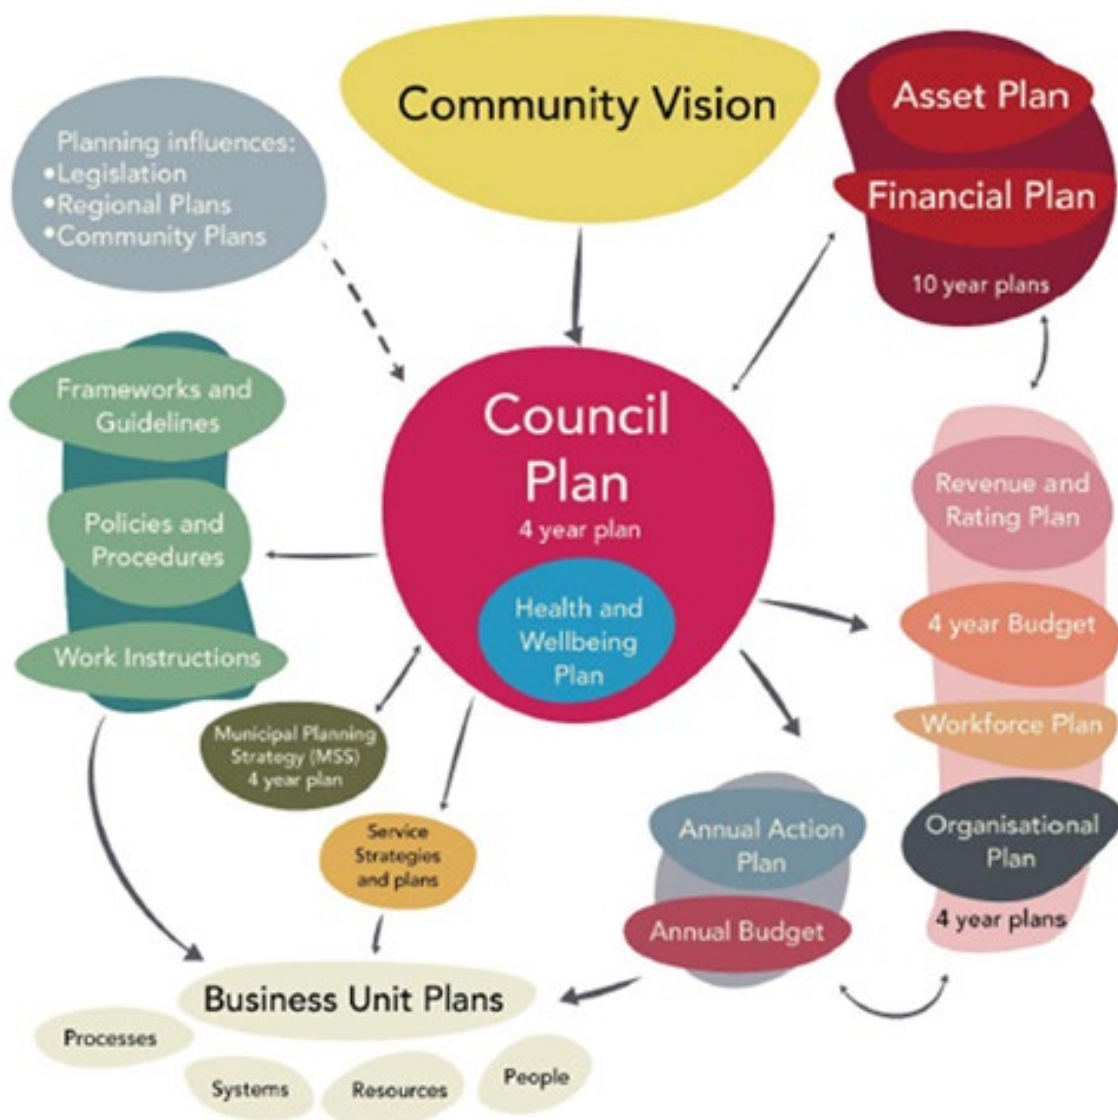 Community Vision
Asset Plan
Financial Plan
10 year plans
Planning influences:
•Legislation
•Regional Plans
•Community Plans
Frameworks and
Guidelines
Policies and
Procedures
Work Instructions
Council
Plan
4 year plan
Health and
Wellbeing
Plan
Revenue and
Rating Plan
4 year Budget
Workforce Plan
Organisational
Plan
4 year plans
Municipal Planning
Strategy (MSS)
4 year plan
Service
Strategies
and plans
Annual Action
Plan
Annual Budget
Business Unit Plans
Processes
Systems
Resources
People